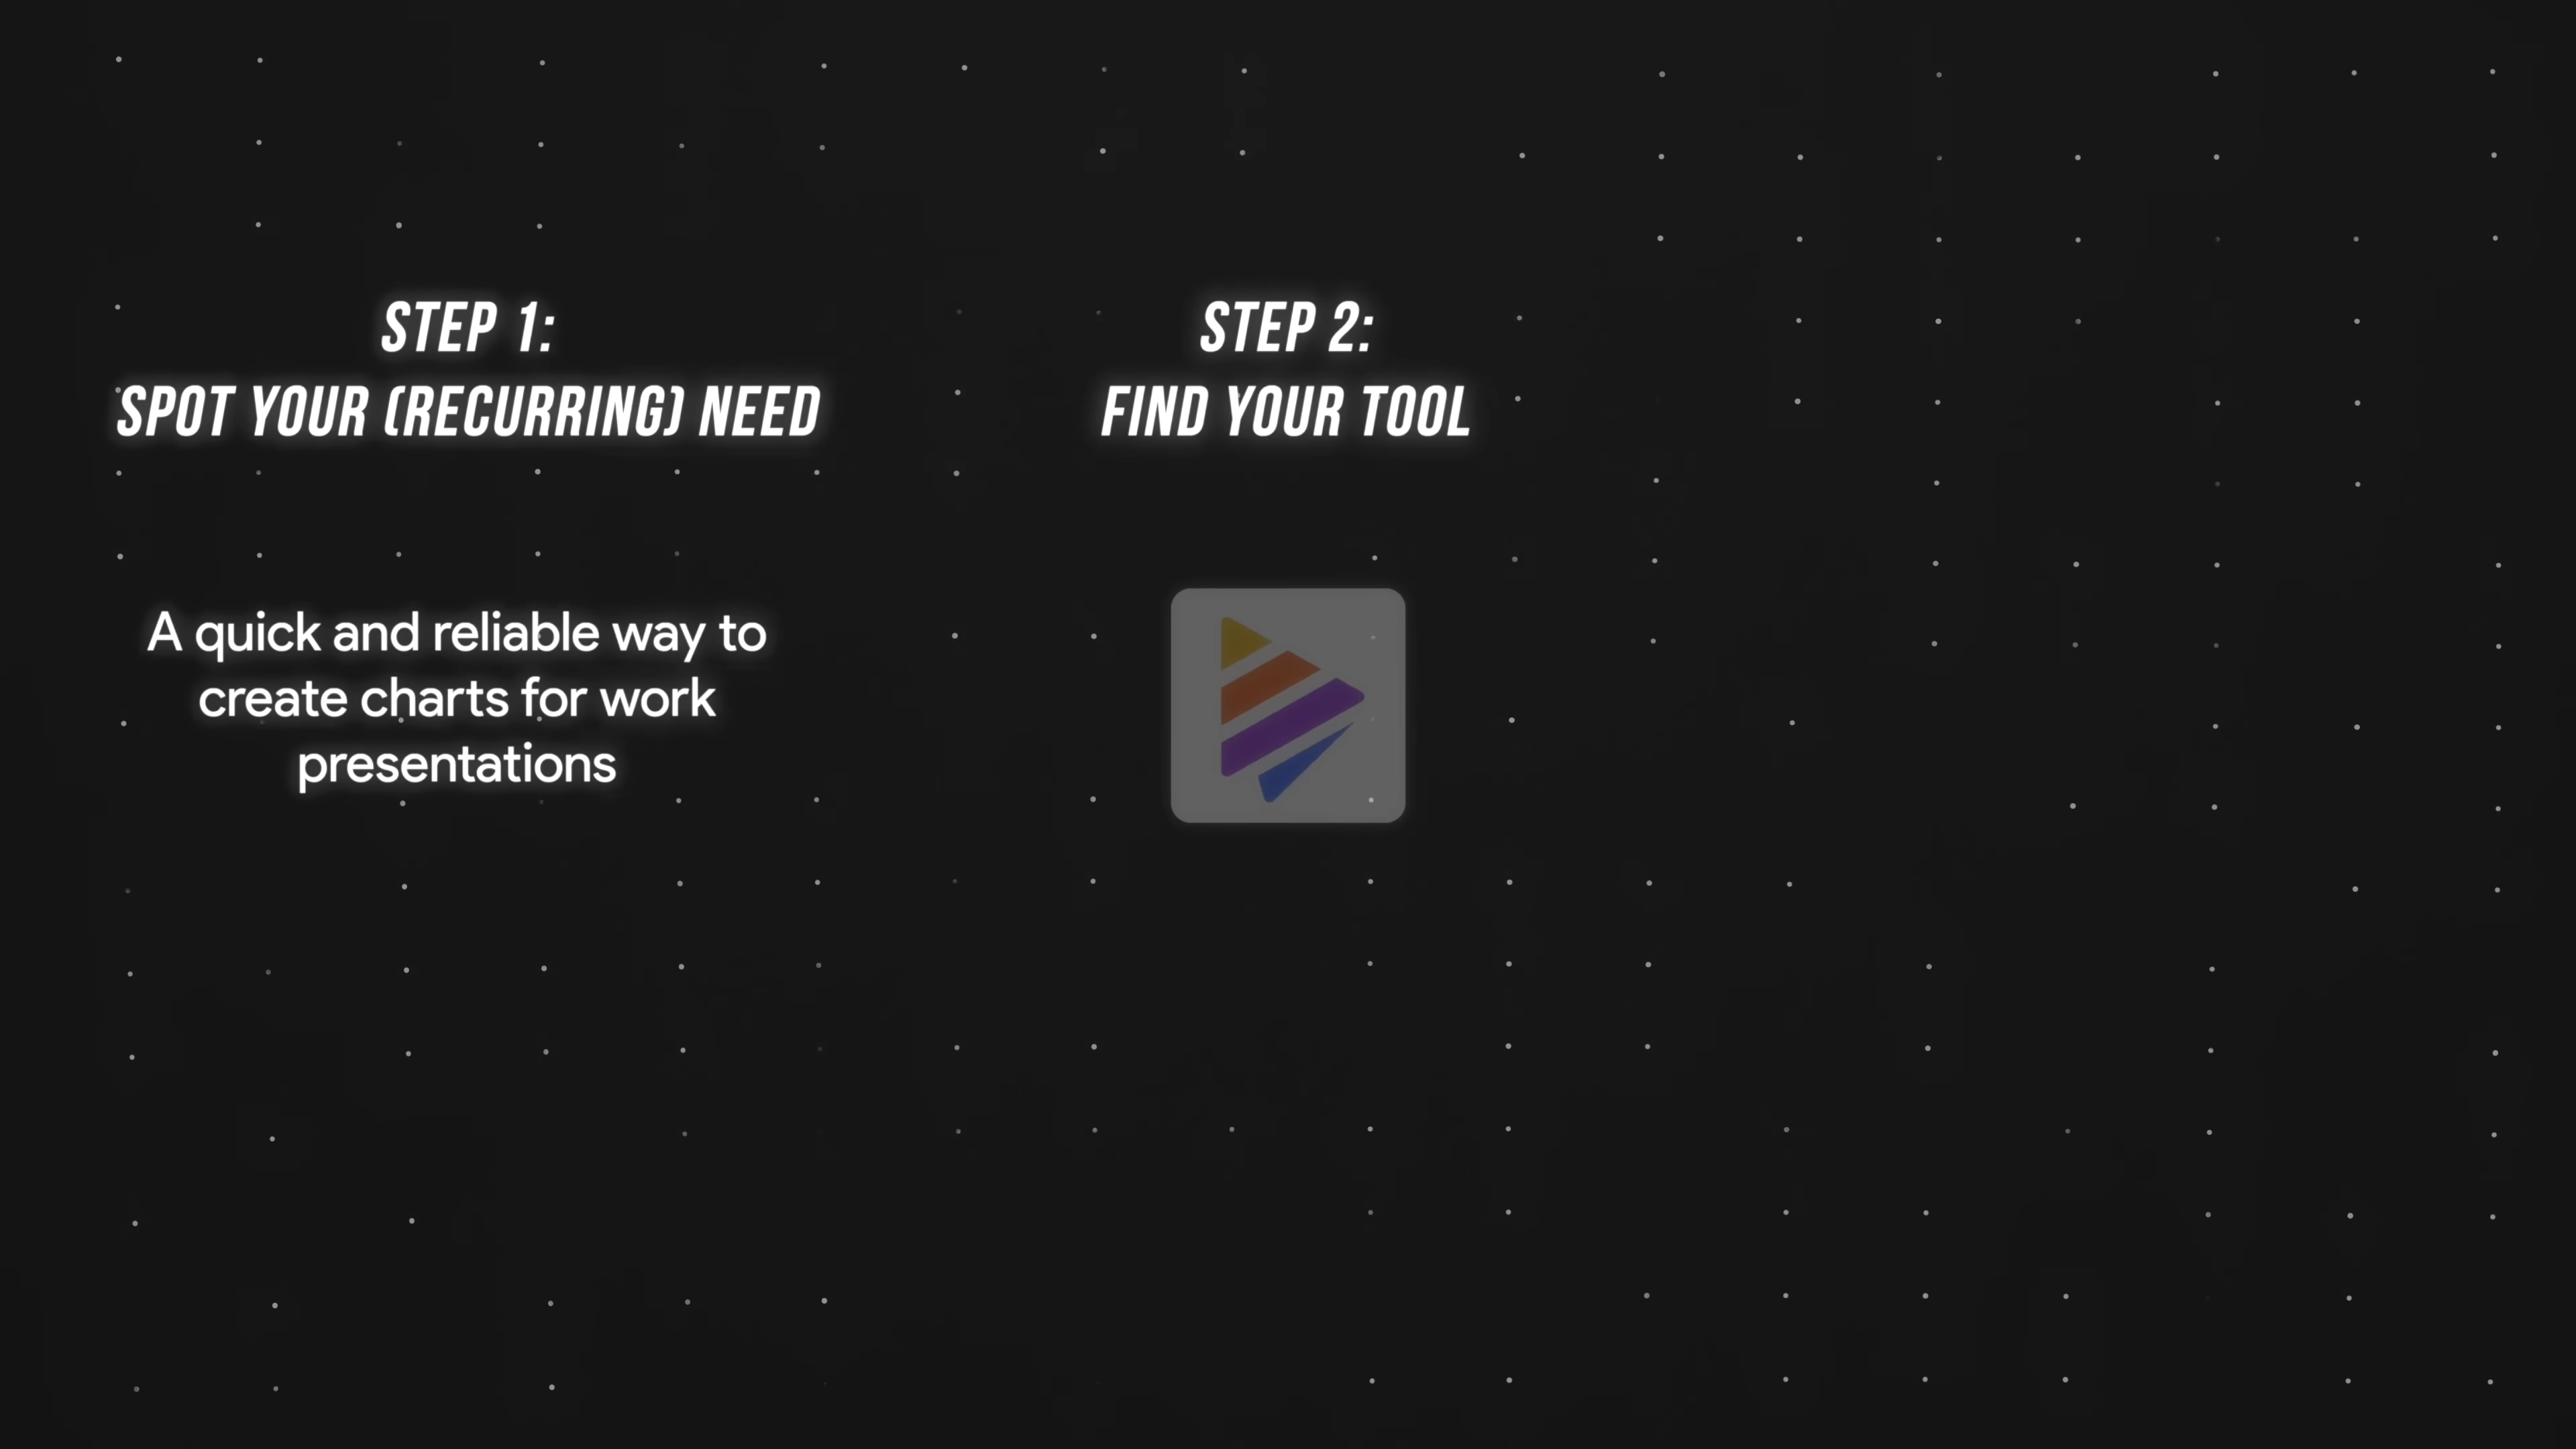 STEP 1:
SPOT YOUR (RECURRING) NEED
A quick and reliable way to
create charts for work
presentations
STEP 2:
FIND YOUR TOOL